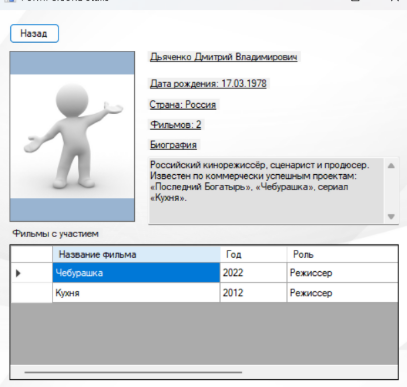 Назад
Дьяченко Дмитрий Владимирович
Дата рождения: 17.03.1978
Страна: Россия
Фильмов: 2
Биография
Российский кинорежиссёр, сценарист и продюсер.
Известен по коммерчески успешным проектам:
«Последний Богатырь», «Чебурашка», сериал
«Кухня».
Фильмы с участием
Название фильма Год Роль
Чебурашка 2022 Режиссер
Кухня 2012 Режиссер